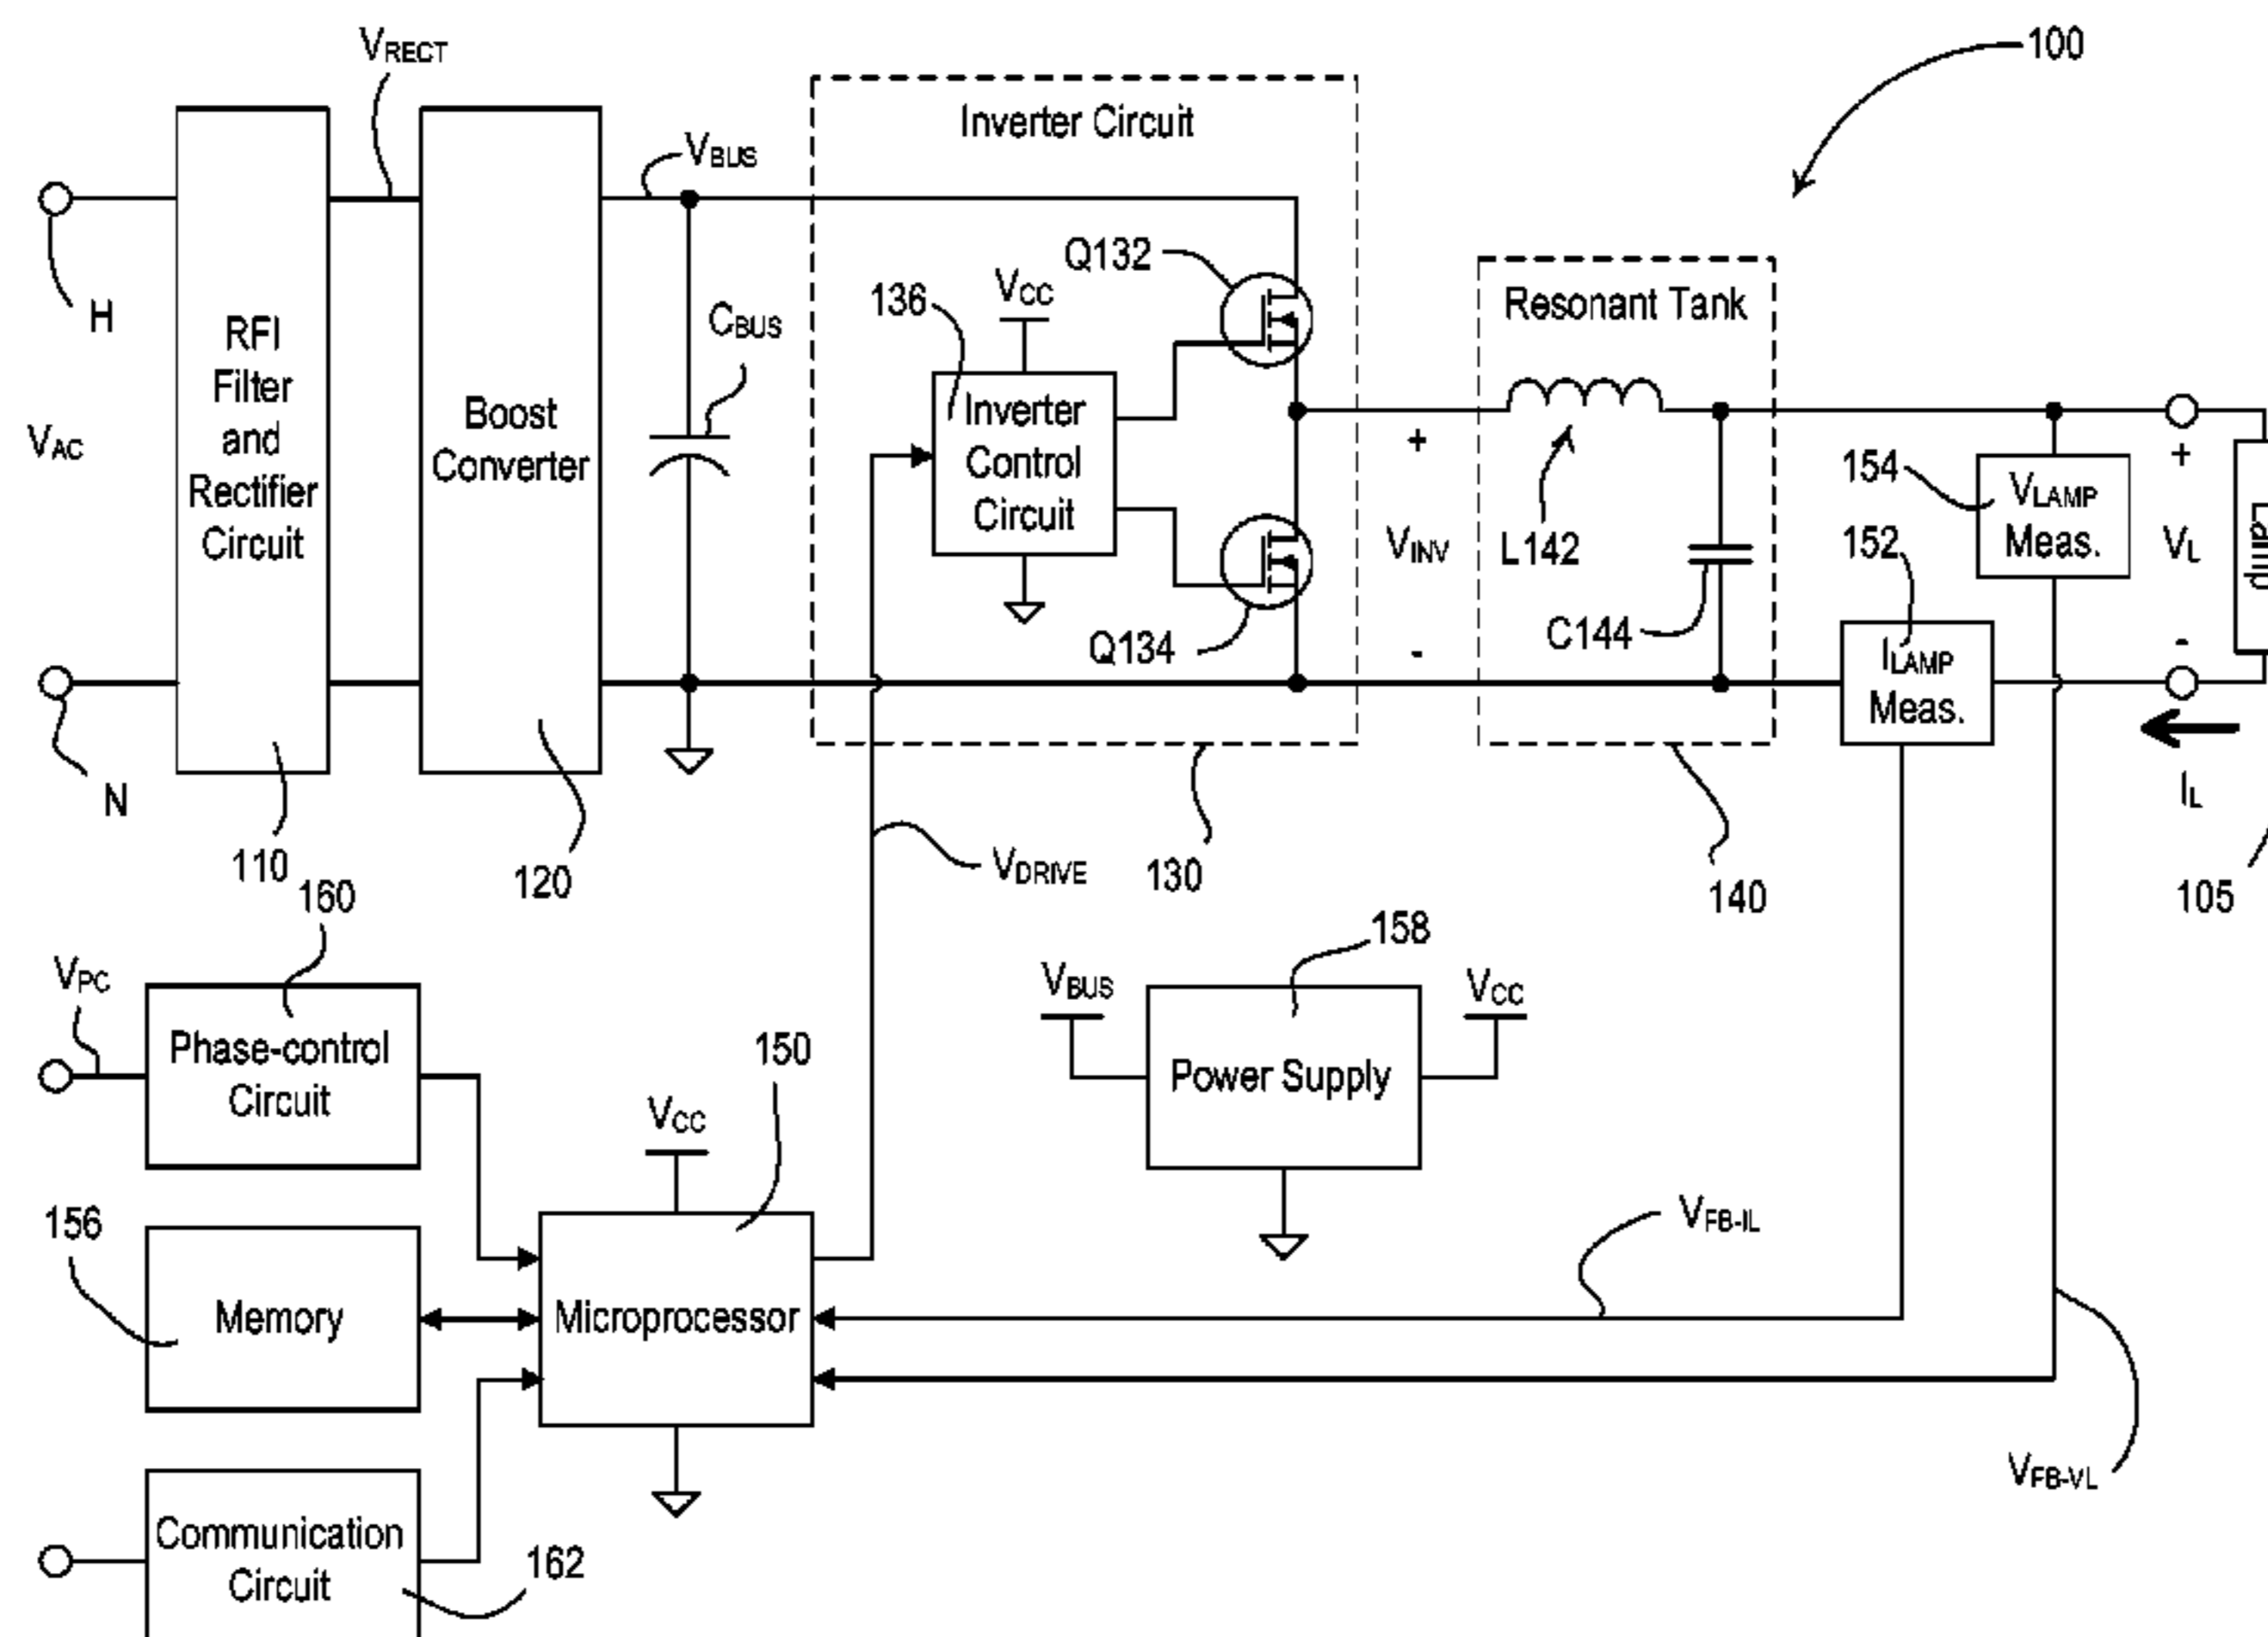 100
VRECT
Inverter Circuit
VBUS
H
VAC
N
RFI
Filter
and
Rectifier
Circuit
110
Boost
Converter
120
CBUS
136
VCC
Inverter
Control
Circuit
Q132
Q134
130
VINV
+
-
Resonant Tank
L142
C144
140
154
VLAMP
Meas.
152
ILAMP
Meas.
+
VL
-
IL
Lamp
105
VDRIVE
160
VPC
Phase-control
Circuit
156
Memory
Communication
Circuit
162
150
VCC
Microprocessor
158
VBUS
VCC
Power Supply
VFB-IL
VFB-VL